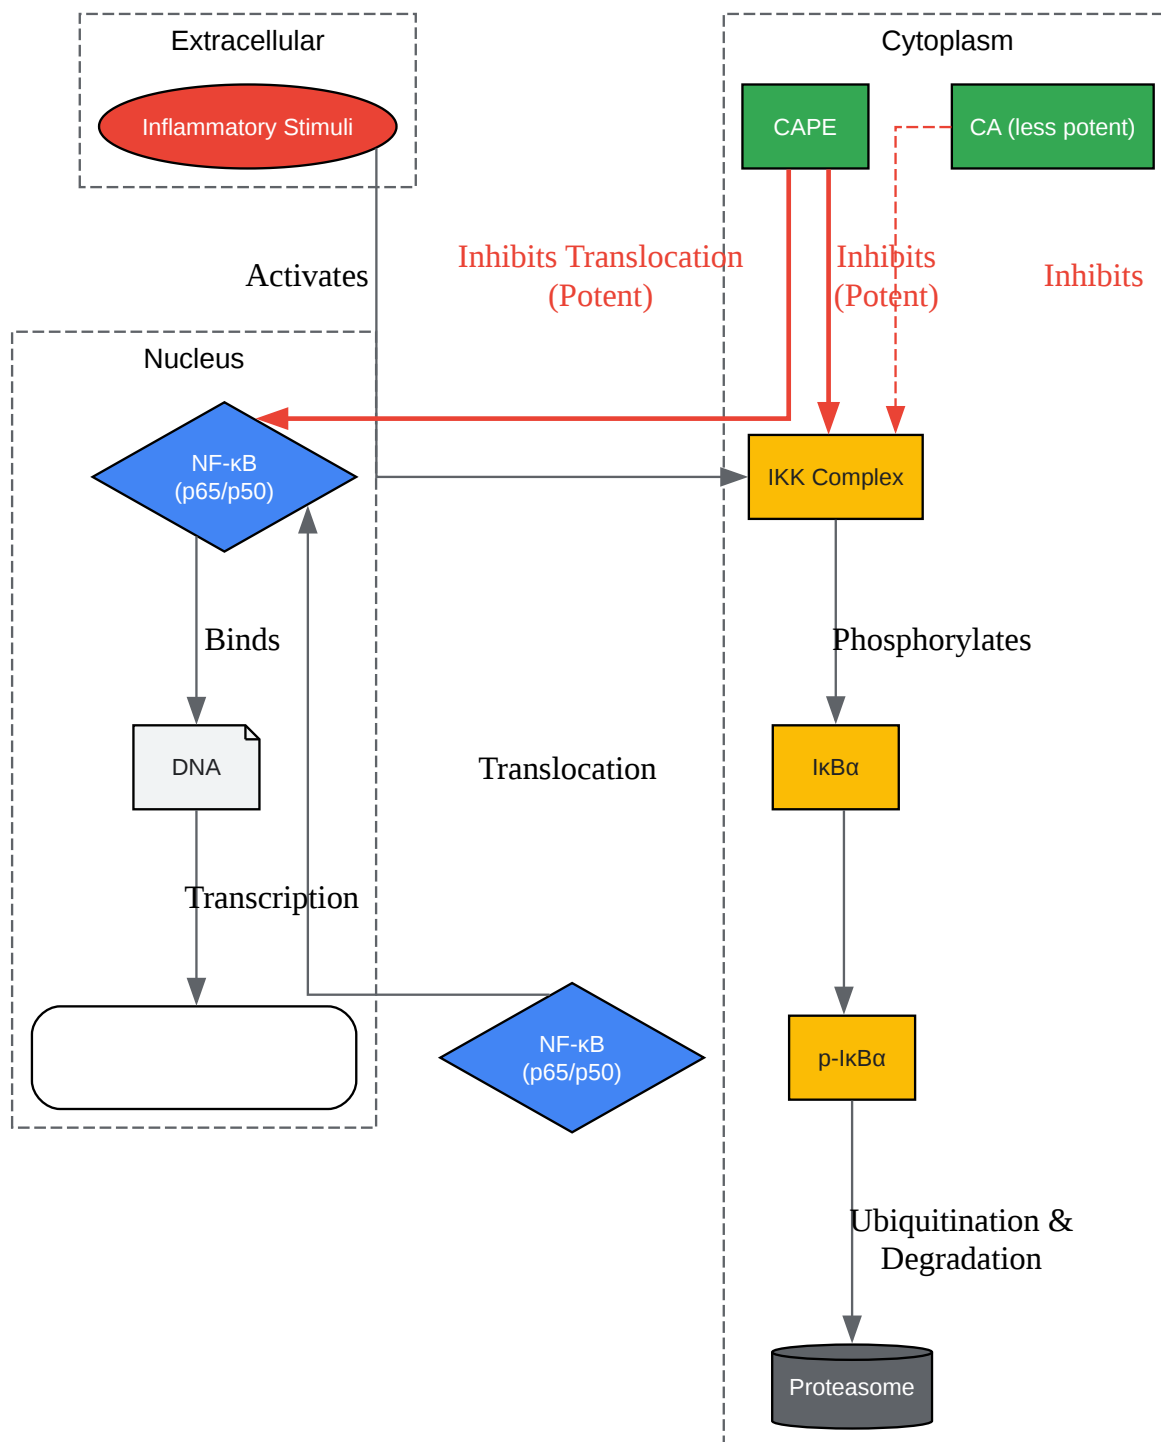 Extracellular
Cytoplasm
Inflammatory Stimuli
CAPE
CA (less potent)
Activates
Inhibits Translocation
(Potent)
Inhibits
(Potent)
Inhibits
Nucleus
NF-κB
(p65/p50)
IKK Complex
Binds
Phosphorylates
DNA
Translocation
IκBα
Transcription
NF-κB
(p65/p50)
p-IκBα
Ubiquitination &
Degradation
Proteasome